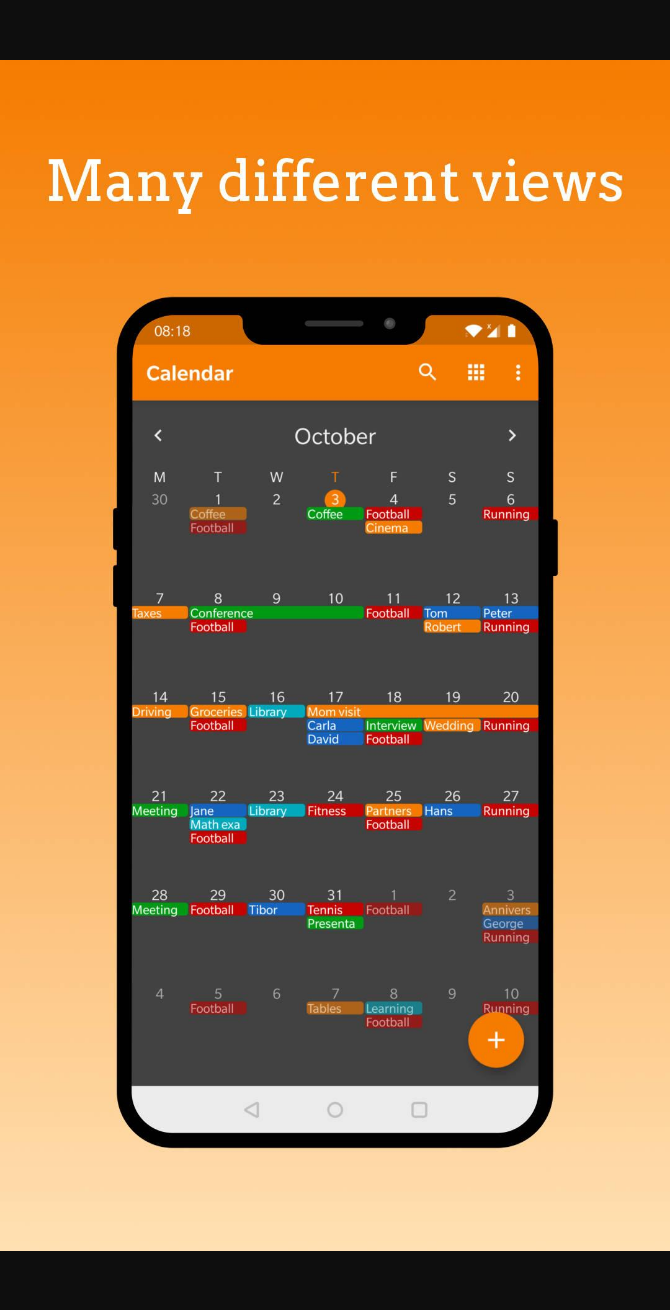 Many different views
08:18
Calendar
October
M T W T F S S
30 1 2 3 4 5 6
Coffee Coffee Football Running
Football Cinema
7 8 9 10 11 12 13
Taxes Conference Football Tom Peter
Football Robert Running
14 15 16 17 18 19 20
Driving Groceries Library Mom visit
Football Carla Interview Wedding Running
David Football
21 22 23 24 25 26 27
Meeting Jane Library Fitness Partners Hans Running
Math exa Football
Football
28 29 30 31 1 2 3
Meeting Football Tibor Tennis Football Annivers
Presenta George
Running
4 5 6 7 8 9 10
Football Tables Learning Running
Football